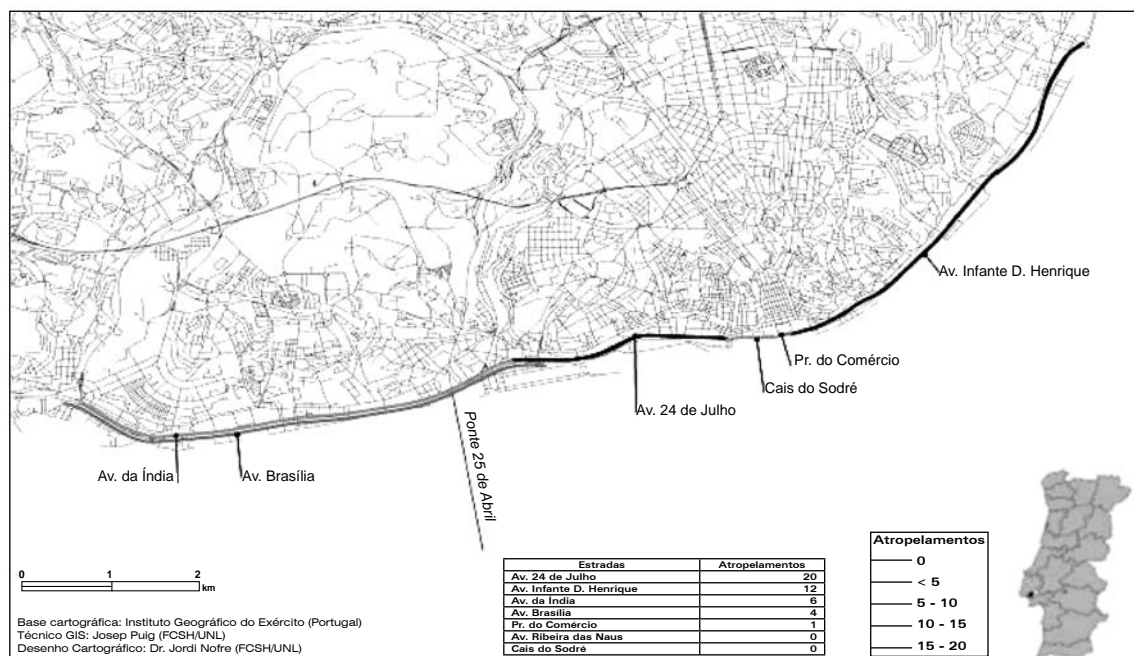 Av. Infante D. Henrique
Pr. do Comércio
Cais do Sodré
Av. 24 de Julho
Ponte 25 de Abril
Av. da Índia
Av. Brasília
0 1 2
km
Base cartográfica: Instituto Geográfico do Exército (Portugal)
Técnico GIS: Josep Puig (FCSH/UNL)
Desenho Cartográfico: Dr. Jordi Nofre (FCSH/UNL)
Estradas Atropelamentos
Av. 24 de Julho 20
Av. Infante D. Henrique 12
Av. da Índia 6
Av. Brasília 4
Pr. do Comércio 1
Av. Ribeira das Naus 0
Cais do Sodré 0
Atropelamentos
0
< 5
5 - 10
10 - 15
15 - 20